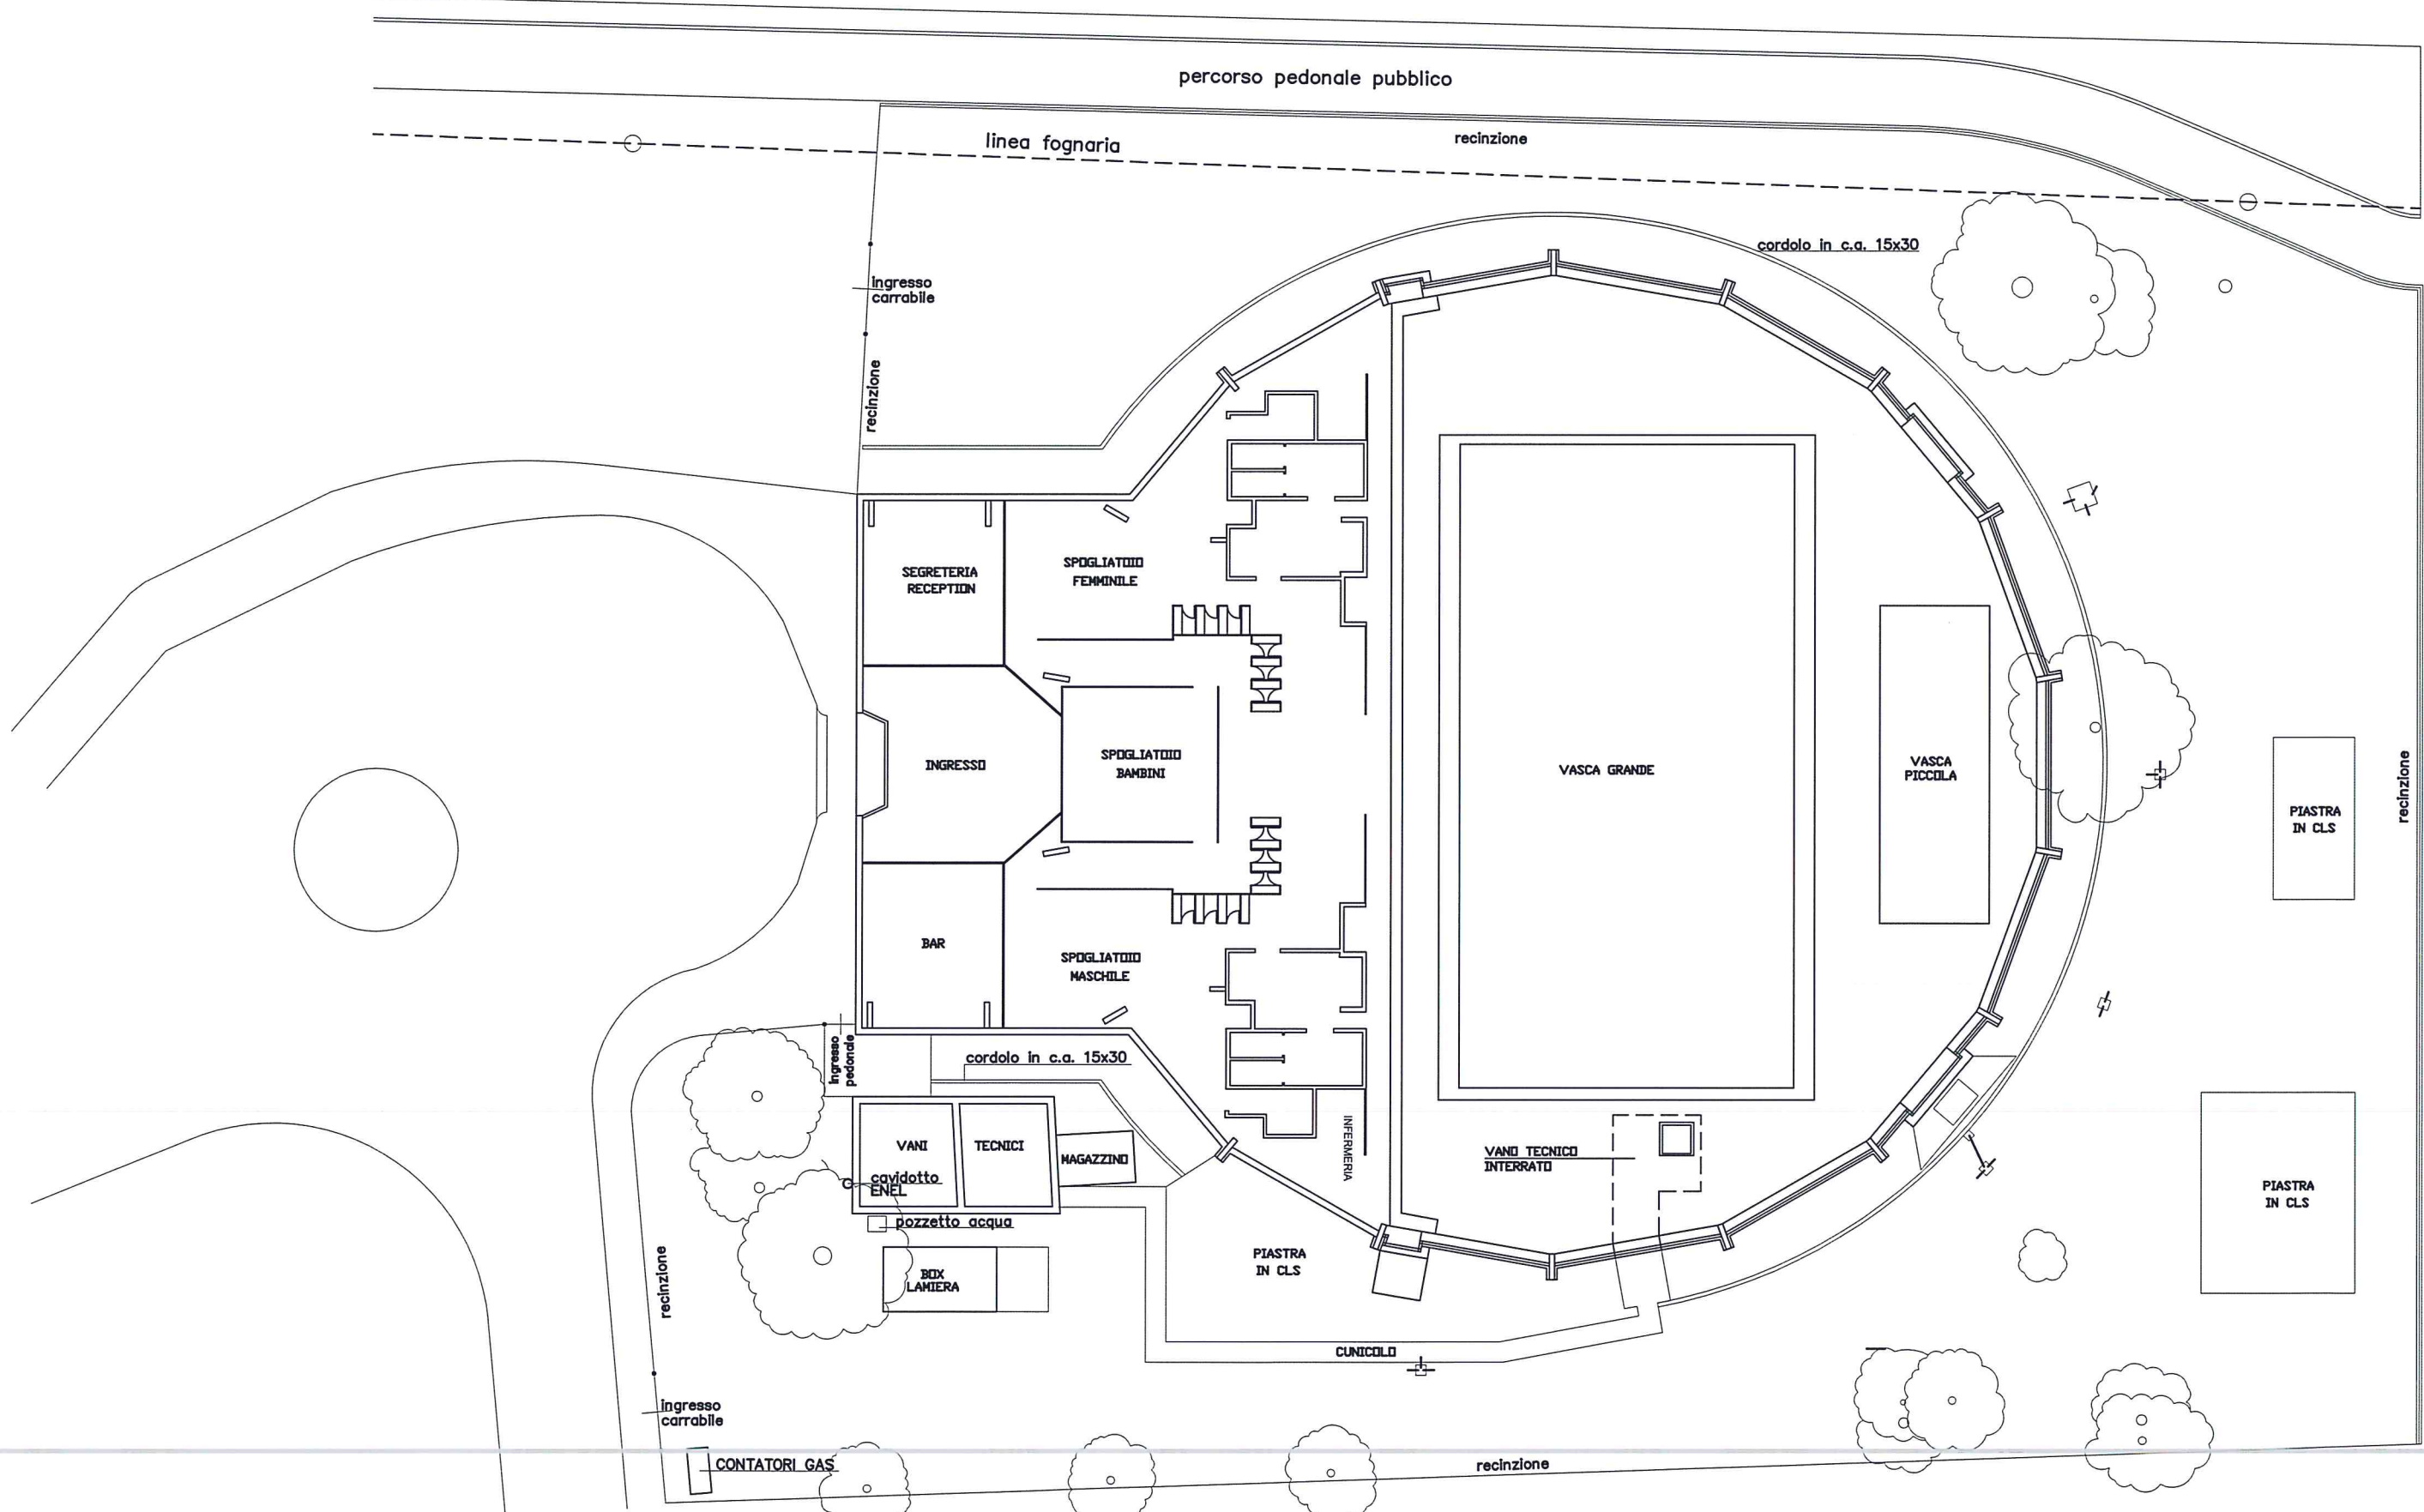 percorso pedonale pubblico
linea fognaria
recinzione
cordolo in c.a. 15x30
ingresso
carrabile
recinzione
SEGRETERIA
RECEPTION
SPOGLIATOIO
FEMMINILE
INGRESSO
SPOGLIATOIO
BAMBINI
VASCA GRANDE
VASCA
PICCOLA
PIASTRA
IN CLS
recinzione
BAR
SPOGLIATOIO
MASCHILE
ingresso
pedonale
cordolo in c.a. 15x30
VANI
TECNICI
MAGAZZINO
INFERMERIA
VANO TECNICO
INTERRATO
cavidotto
ENEL
pozzetto acqua
PIASTRA
IN CLS
PIASTRA
IN CLS
BOX
LAMIERA
recinzione
CUNICOLO
ingresso
carrabile
CONTATORI GAS
recinzione